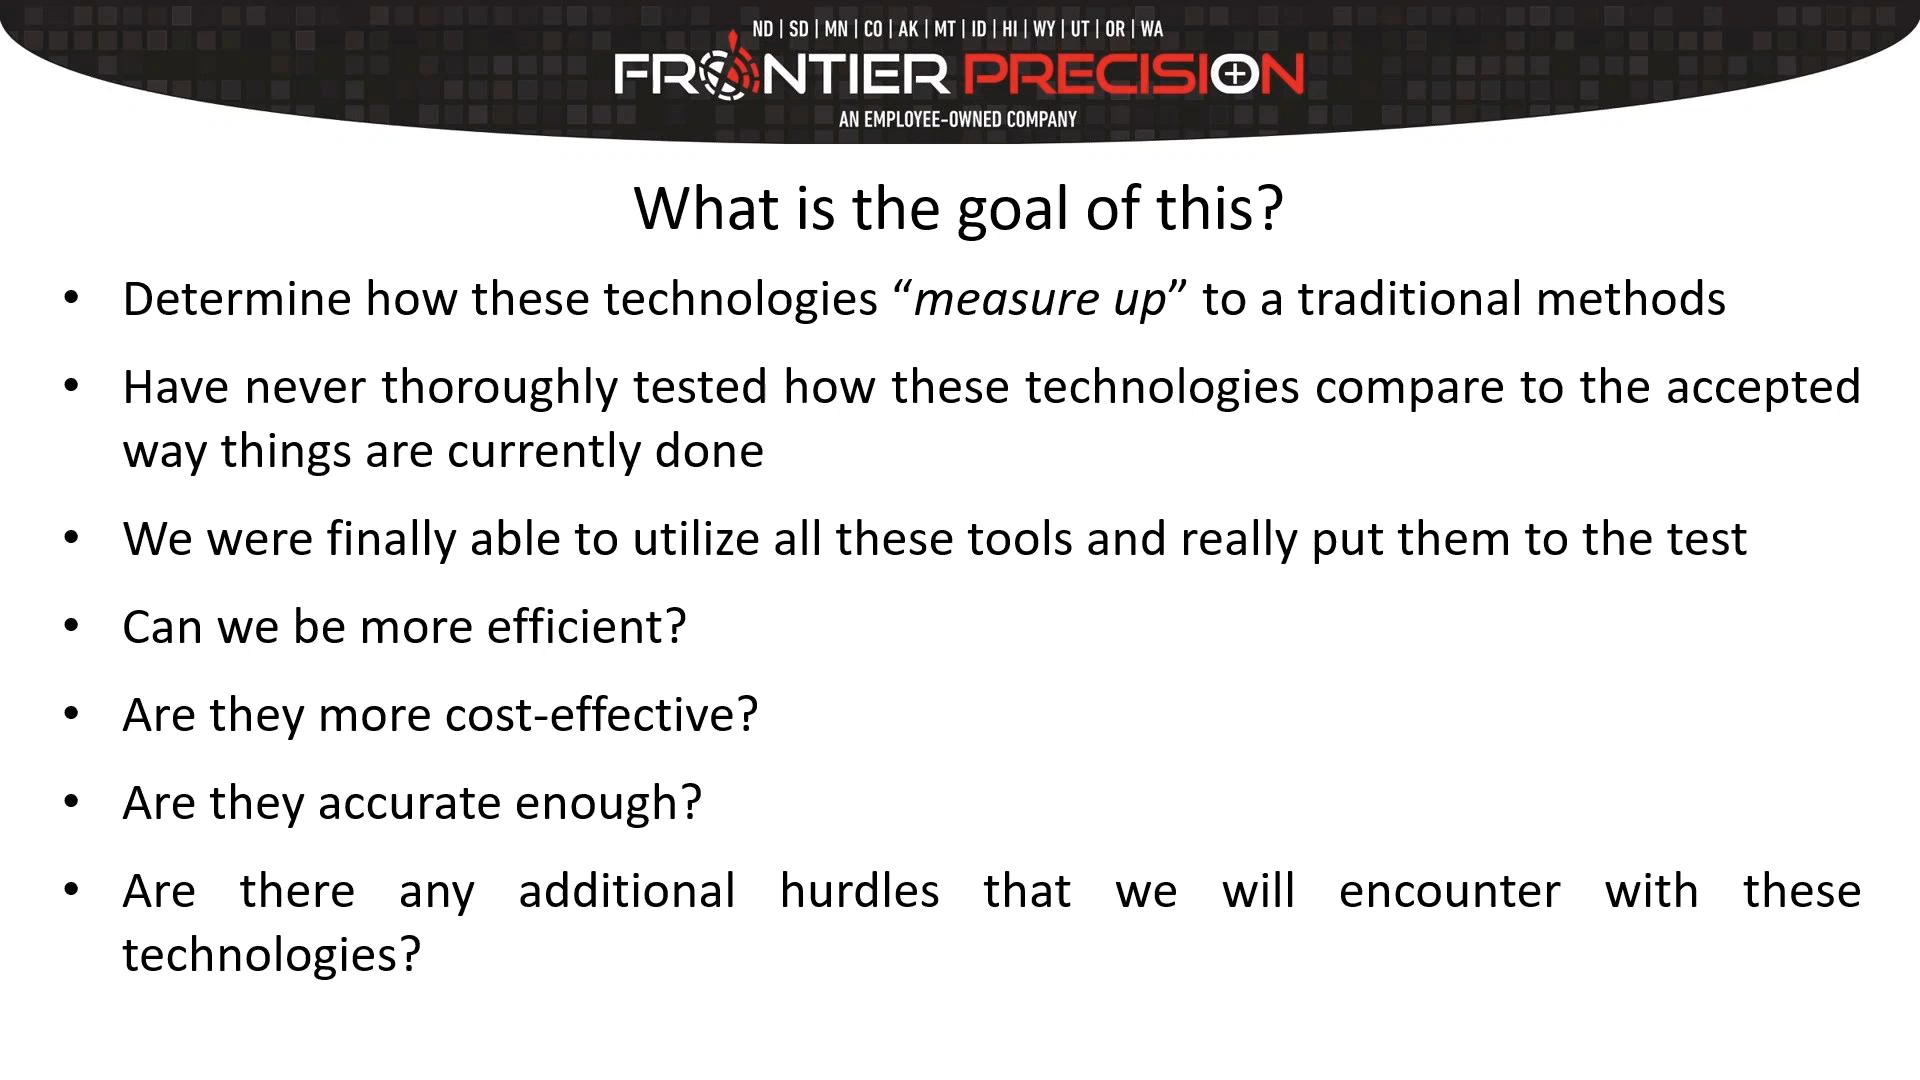 ND | SD | MN | CO | AK | MT | ID | HI | WY | UT | OR | WA
FRONTIER PRECISION
AN EMPLOYEE-OWNED COMPANY
What is the goal of this?
• Determine how these technologies “measure up” to a traditional methods
• Have never thoroughly tested how these technologies compare to the accepted
way things are currently done
• We were finally able to utilize all these tools and really put them to the test
• Can we be more efficient?
• Are they more cost-effective?
• Are they accurate enough?
• Are there any additional hurdles that we will encounter with these
technologies?